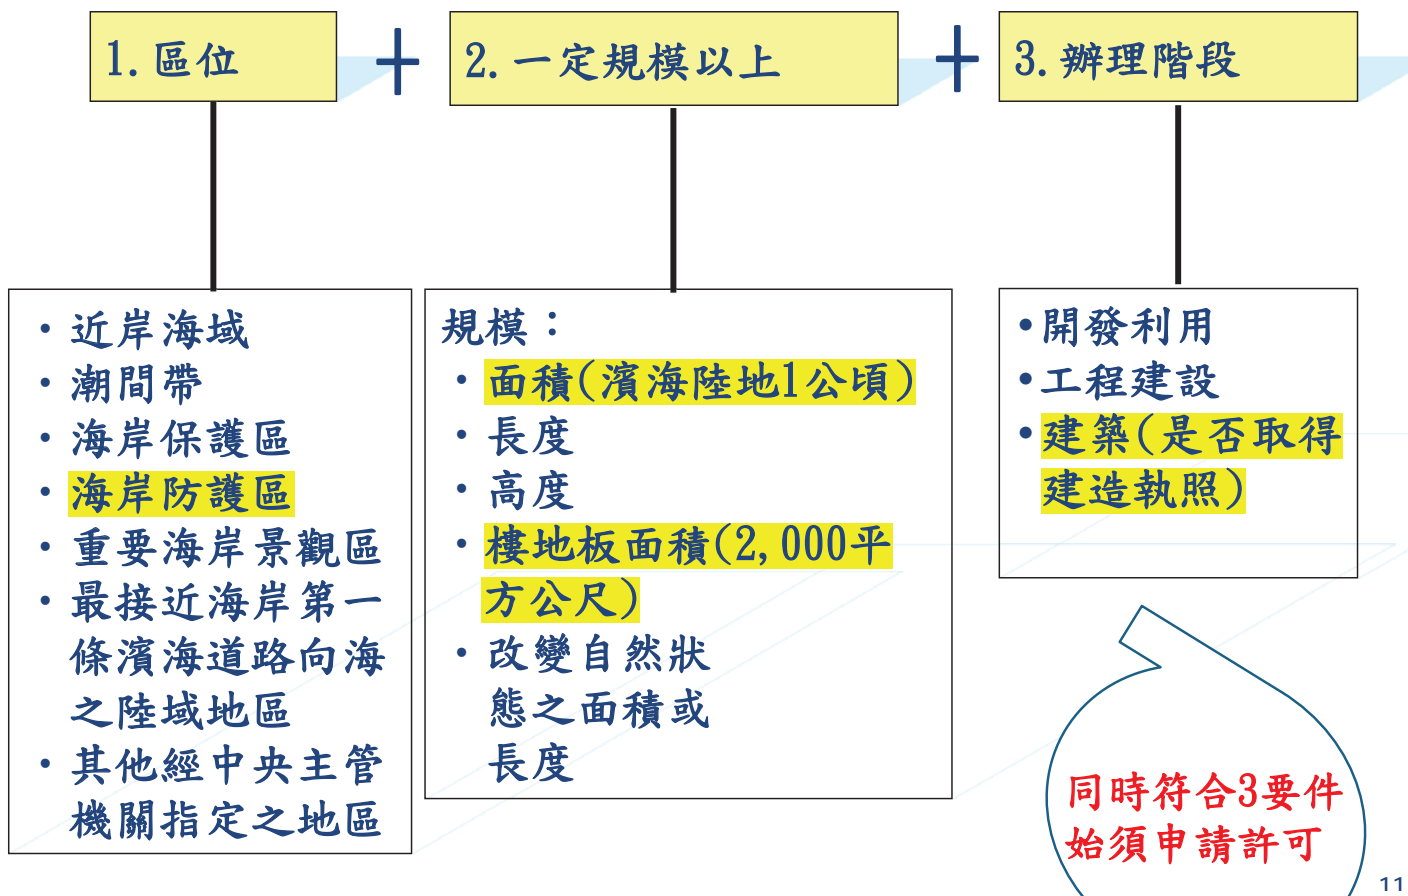 1.區位
+
2.一定規模以上
+
3.辦理階段
•近岸海域
•潮間帶
•海岸保護區
•海岸防護區
•重要海岸景觀區
•最接近海岸第一
條濱海道路向海
之陸域地區
•其他經中央主管
機關指定之地區
規模：
•面積(濱海陸地1公頃)
•長度
•高度
•樓地板面積(2,000平
方公尺)
•改變自然狀
態之面積或
長度
•開發利用
•工程建設
•建築(是否取得
建造執照)
同時符合3要件
始須申請許可
11